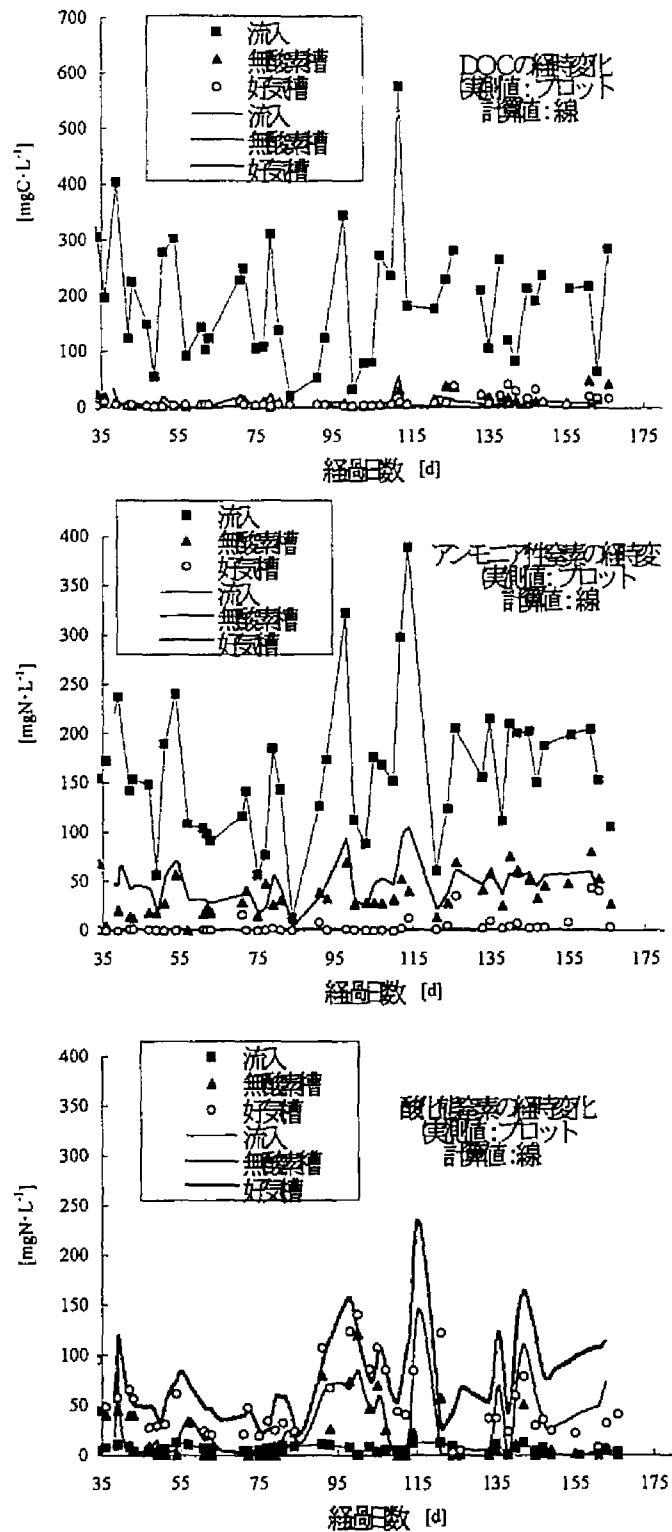 700
600
500
400
300
200
100
0
[mgC·L⁻¹]
流入
無酸素槽
好気槽
流入
無酸素槽
好気槽
DOCの経時変化
(実測値:プロット
計算値:線
35 55 75 95 115 135 155 175
経過日数 [d]
流入
無酸素槽
好気槽
流入
無酸素槽
好気槽
400
350
300
250
200
150
100
50
0
[mgN·L⁻¹]
アンモニア性窒素の経時変
(実測値:プロット
計算値:線
35 55 75 95 115 135 155 175
経過日数 [d]
流入
無酸素槽
好気槽
流入
無酸素槽
好気槽
400
350
300
250
200
150
100
50
0
[mgN·L⁻¹]
酸化態窒素の経時変化
(実測値:プロット
計算値:線
35 55 75 95 115 135 155 175
経過日数 [d]